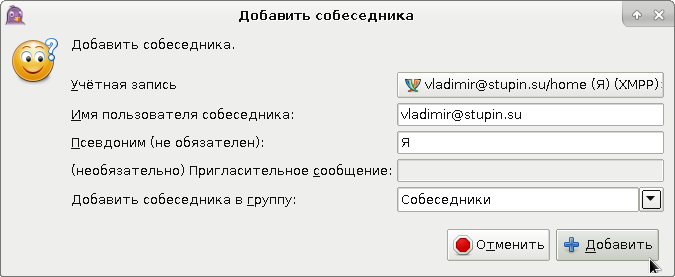 Добавить собеседника
Добавить собеседника.
Учётная запись
vladimir@stupin.su/home (Я) (XMPP)
Имя пользователя собеседника:
vladimir@stupin.su
Псевдоним (не обязателен):
Я
(необязательно) Пригласительное сообщение:
Добавить собеседника в группу:
Собеседники
Отменить
Добавить